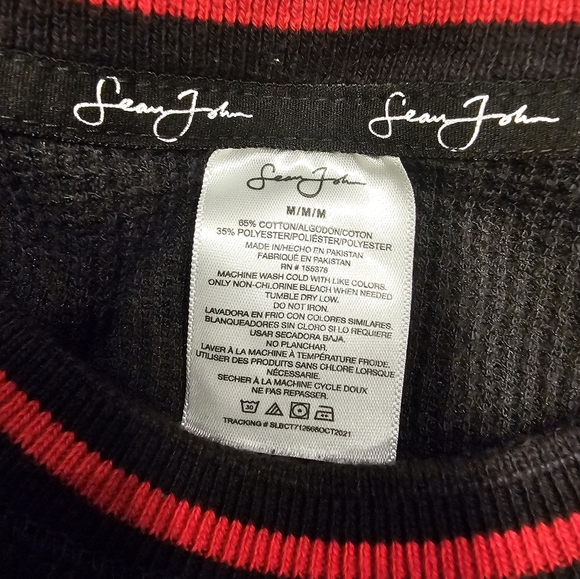 Sean John Sean John
Sean John
M/M/M
65% COTTON/ALGODÓN/COTON
35% POLYESTER/POLIÉSTER/POLYESTER
MADE IN/HECHO EN PAKISTAN
FABRIQUÉ EN PAKISTAN
RN # 155378
MACHINE WASH COLD WITH LIKE COLORS.
ONLY NON-CHLORINE BLEACH WHEN NEEDED
TUMBLE DRY LOW.
DO NOT IRON.
LAVADORA EN FRIO CON COLORES SIMILARES.
BLANQUEADORES SIN CLORO SI LO REQUIERE
USAR SECADORA BAJA.
NO PLANCHAR.
LAVER À LA MACHINE À TEMPÉRATURE FROIDE.
UTILISER DES PRODUITS SANS CHLORE LORSQUE
NÉCESSAIRE.
SECHER À LA MACHINE CYCLE DOUX
NE PAS REPASSER.
30
TRACKING # SLBCT712668OCT2021